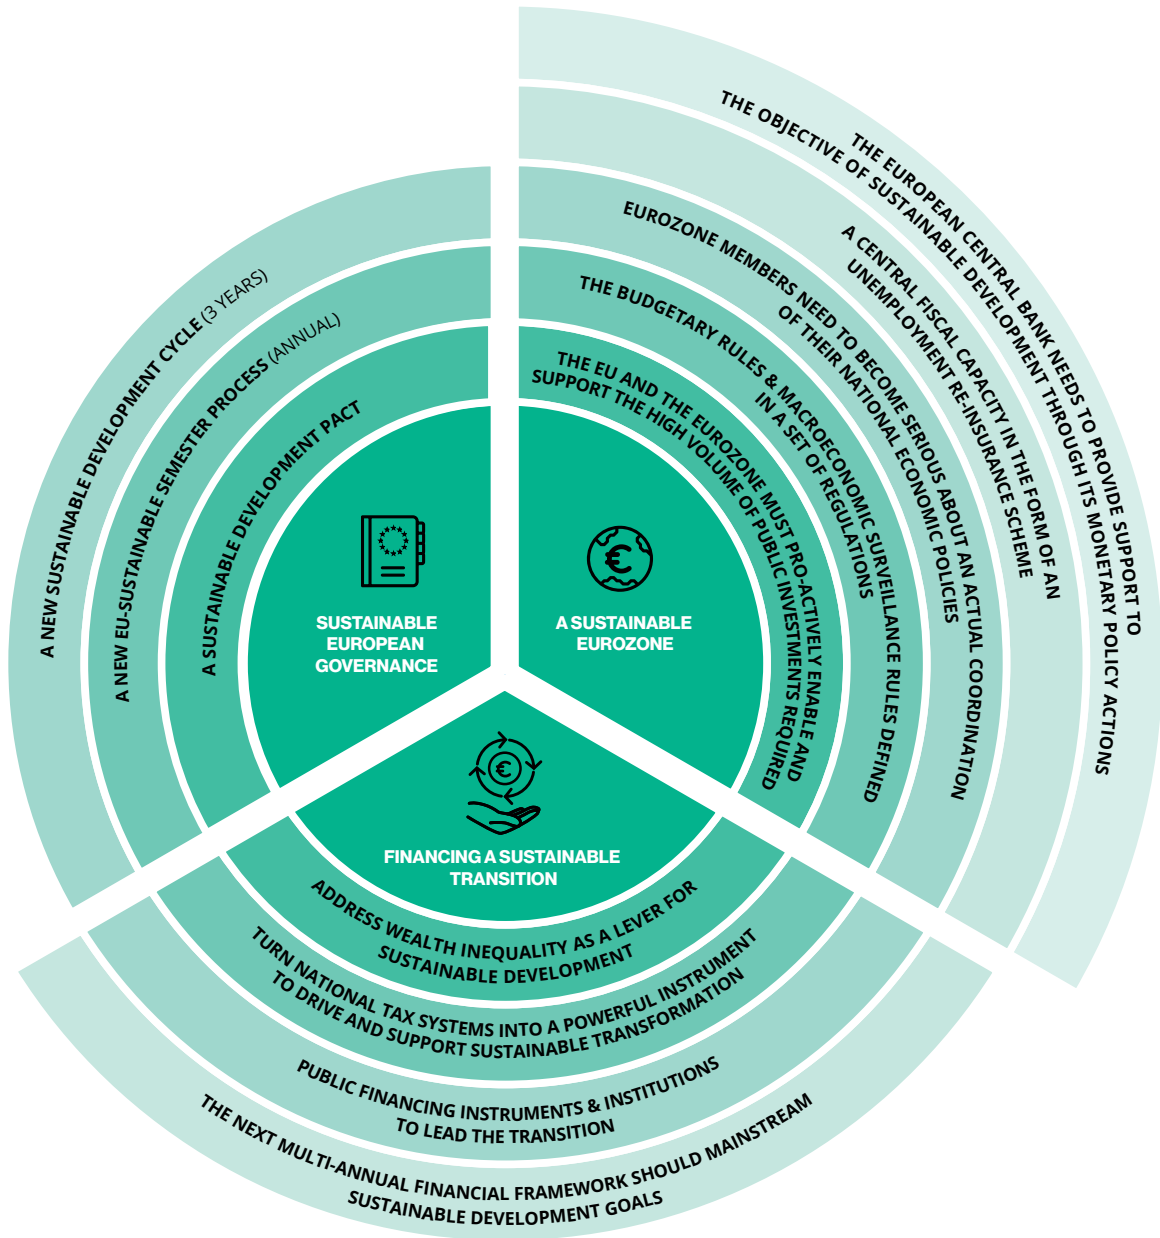 SUSTAINABLE
EUROPEAN
GOVERNANCE
A SUSTAINABLE DEVELOPMENT PACT
A NEW EU-SUSTAINABLE SEMESTER PROCESS (ANNUAL)
A NEW SUSTAINABLE DEVELOPMENT CYCLE (3 YEARS)
A SUSTAINABLE
EUROZONE
THE EU AND THE EUROZONE MUST PRO-ACTIVELY ENABLE AND
SUPPORT THE HIGH VOLUME OF PUBLIC INVESTMENTS REQUIRED
THE BUDGETARY RULES & MACROECONOMIC SURVEILLANCE RULES DEFINED
IN A SET OF REGULATIONS
EUROZONE MEMBERS NEED TO BECOME SERIOUS ABOUT AN ACTUAL COORDINATION
OF THEIR NATIONAL ECONOMIC POLICIES
A CENTRAL FISCAL CAPACITY IN THE FORM OF AN
UNEMPLOYMENT RE-INSURANCE SCHEME
THE EUROPEAN CENTRAL BANK NEEDS TO PROVIDE SUPPORT TO
THE OBJECTIVE OF SUSTAINABLE DEVELOPMENT THROUGH ITS MONETARY POLICY ACTIONS
FINANCING A SUSTAINABLE
TRANSITION
ADDRESS WEALTH INEQUALITY AS A LEVER FOR
SUSTAINABLE DEVELOPMENT
TURN NATIONAL TAX SYSTEMS INTO A POWERFUL INSTRUMENT
TO DRIVE AND SUPPORT SUSTAINABLE TRANSFORMATION
PUBLIC FINANCING INSTRUMENTS & INSTITUTIONS
TO LEAD THE TRANSITION
THE NEXT MULTI-ANNUAL FINANCIAL FRAMEWORK SHOULD MAINSTREAM
SUSTAINABLE DEVELOPMENT GOALS